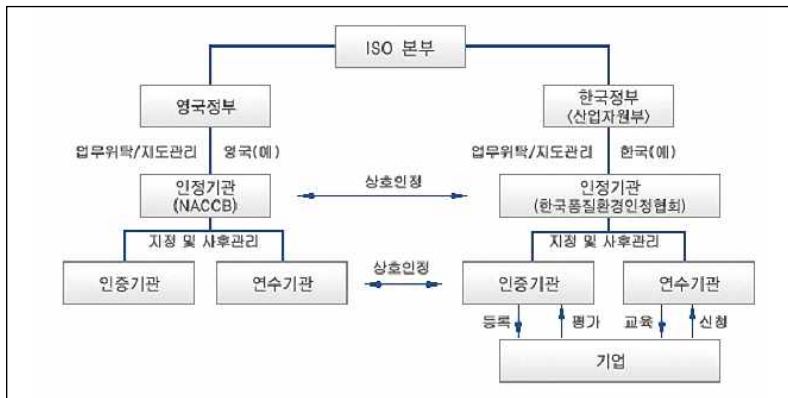 ISO 본부
영국정부
한국정부
〈산업자원부〉
업무위탁/지도관리 영국(예)
업무위탁/지도관리 한국(예)
인정기관
(NACCB)
상호인정
인정기관
(한국품질환경인정협회)
지정 및 사후관리
지정 및 사후관리
인증기관
연수기관
상호인정
인증기관
연수기관
등록
평가
교육
신청
기업